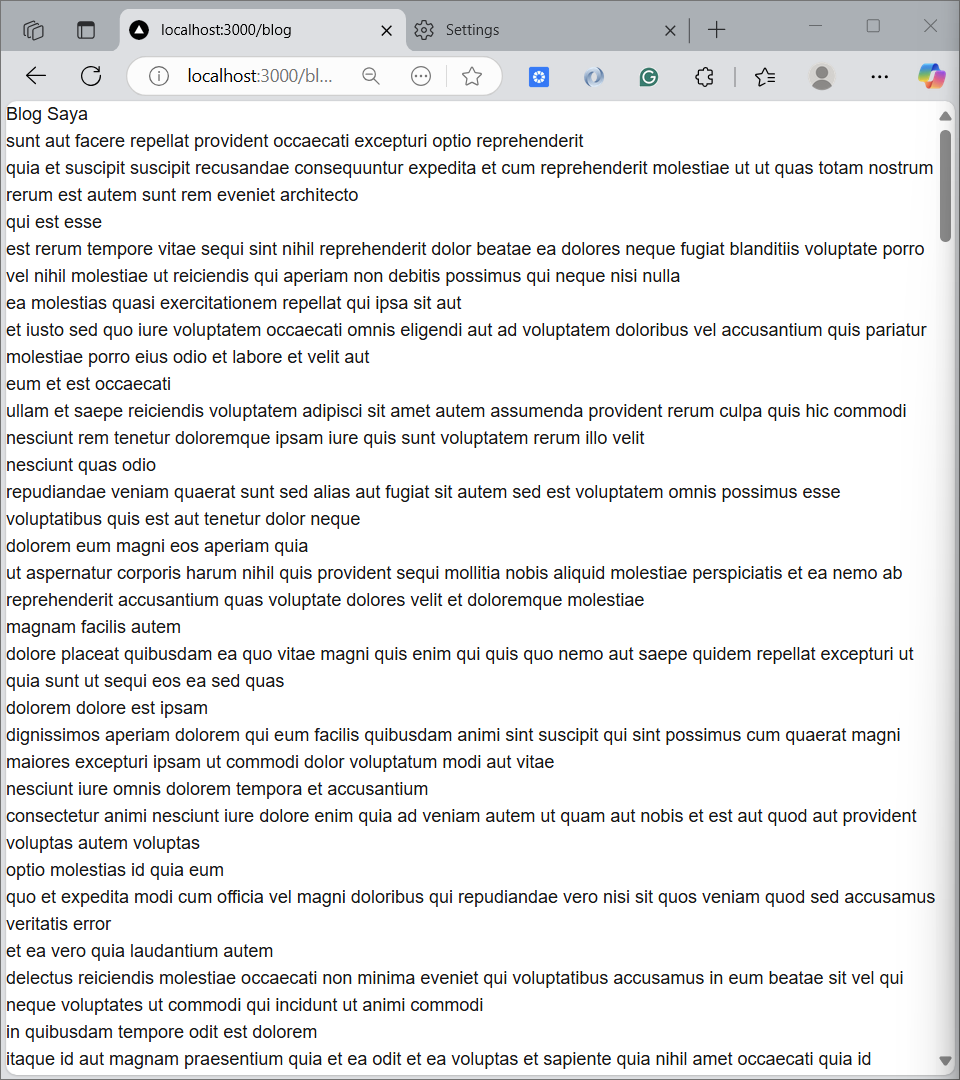 localhost:3000/blog
Settings
localhost:3000/bl...
Blog Saya
sunt aut facere repellat provident occaecati excepturi optio reprehenderit
quia et suscipit suscipit recusandae consequuntur expedita et cum reprehenderit molestiae ut ut quas totam nostrum
rerum est autem sunt rem eveniet architecto
qui est esse
est rerum tempore vitae sequi sint nihil reprehenderit dolor beatae ea dolores neque fugiat blanditiis voluptate porro
vel nihil molestiae ut reiciendis qui aperiam non debitis possimus qui neque nisi nulla
ea molestias quasi exercitationem repellat qui ipsa sit aut
et iusto sed quo iure voluptatem occaecati omnis eligendi aut ad voluptatem doloribus vel accusantium quis pariatur
molestiae porro eius odio et labore et velit aut
eum et est occaecati
ullam et saepe reiciendis voluptatem adipisci sit amet autem assumenda provident rerum culpa quis hic commodi
nesciunt rem tenetur doloremque ipsam iure quis sunt voluptatem rerum illo velit
nesciunt quas odio
repudiandae veniam quaerat sunt sed alias aut fugiat sit autem sed est voluptatem omnis possimus esse
voluptatibus quis est aut tenetur dolor neque
dolorem eum magni eos aperiam quia
ut aspernatur corporis harum nihil quis provident sequi mollitia nobis aliquid molestiae perspiciatis et ea nemo ab
reprehenderit accusantium quas voluptate dolores velit et doloremque molestiae
magnam facilis autem
dolore placeat quibusdam ea quo vitae magni quis enim qui quis quo nemo aut saepe quidem repellat excepturi ut
quia sunt ut sequi eos ea sed quas
dolorem dolore est ipsam
dignissimos aperiam dolorem qui eum facilis quibusdam animi sint suscipit qui sint possimus cum quaerat magni
maiores excepturi ipsam ut commodi dolor voluptatum modi aut vitae
nesciunt iure omnis dolorem tempora et accusantium
consectetur animi nesciunt iure dolore enim quia ad veniam autem ut quam aut nobis et est aut quod aut provident
voluptas autem voluptas
optio molestias id quia eum
quo et expedita modi cum officia vel magni doloribus qui repudiandae vero nisi sit quos veniam quod sed accusamus
veritatis error
et ea vero quia laudantium autem
delectus reiciendis molestiae occaecati non minima eveniet qui voluptatibus accusamus in eum beatae sit vel qui
neque voluptates ut commodi qui incidunt ut animi commodi
in quibusdam tempore odit est dolorem
itaque id aut magnam praesentium quia et ea odit et ea voluptas et sapiente quia nihil amet occaecati quia id